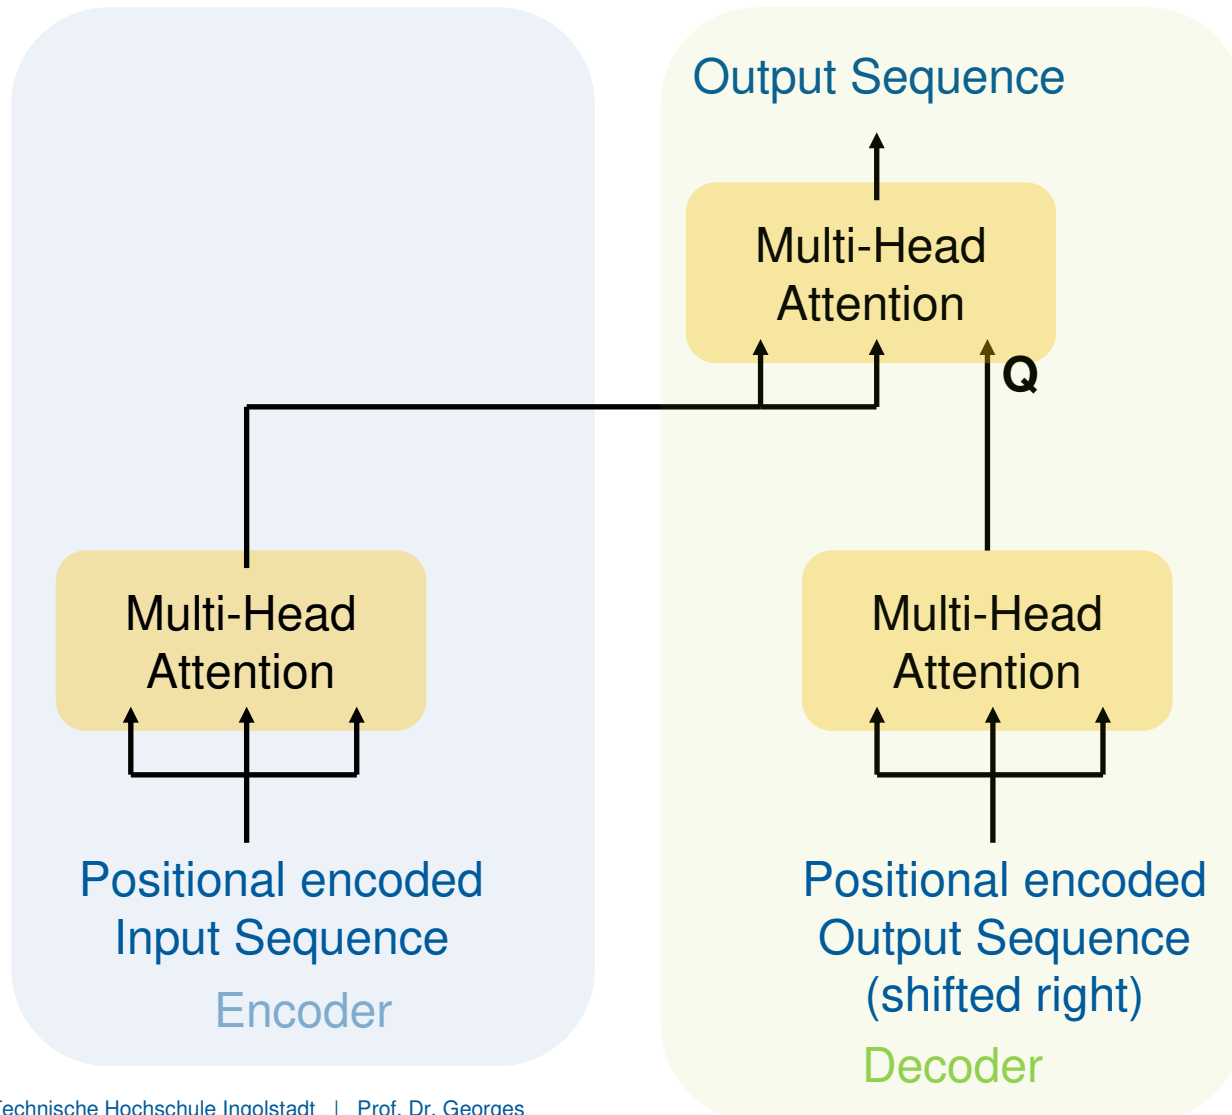 Output Sequence
Multi-Head
Attention
Q
Multi-Head
Attention
Multi-Head
Attention
Positional encoded
Input Sequence
Encoder
Positional encoded
Output Sequence
(shifted right)
Decoder
Technische Hochschule Ingolstadt | Prof. Dr. Georges